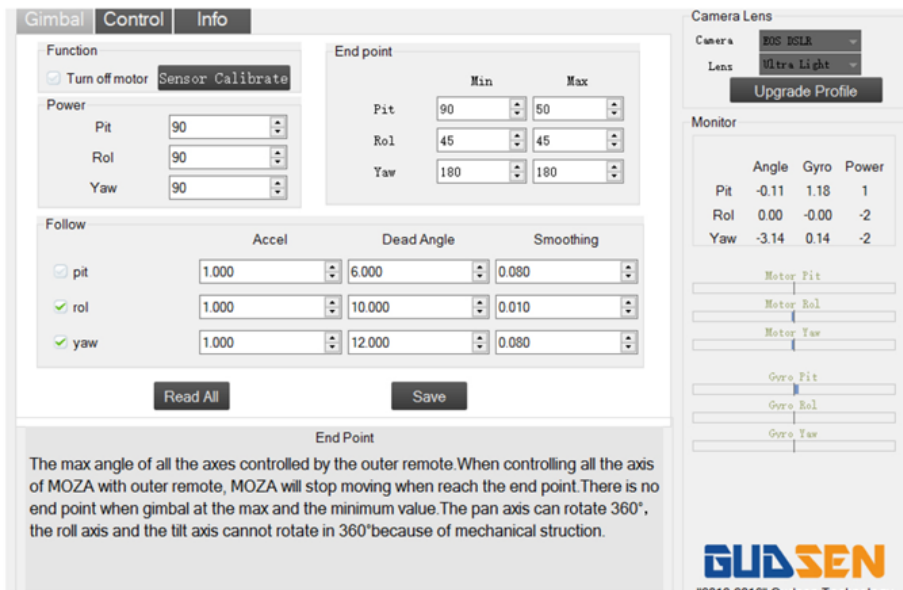 Gimbal Control Info
Function
Turn off motor Sensor Calibrate
Power
Pit 90
Rol 90
Yaw 90
End point
Min Max
Pit 90 50
Rol 45 45
Yaw 180 180
Follow
Accel Dead Angle Smoothing
pit 1.000 6.000 0.080
rol 1.000 10.000 0.010
yaw 1.000 12.000 0.080
Read All Save
End Point
The max angle of all the axes controlled by the outer remote.When controlling all the axis
of MOZA with outer remote, MOZA will stop moving when reach the end point.There is no
end point when gimbal at the max and the minimum value.The pan axis can rotate 360°,
the roll axis and the tilt axis cannot rotate in 360°because of mechanical struction.
Camera Lens
Camera EOS DSLR
Lens Ultra Light
Upgrade Profile
Monitor
Angle Gyro Power
Pit -0.11 1.18 1
Rol 0.00 -0.00 -2
Yaw -3.14 0.14 -2
Motor Pit
Motor Rol
Motor Yaw
Gyro Pit
Gyro Rol
Gyro Yaw
GUDSEN